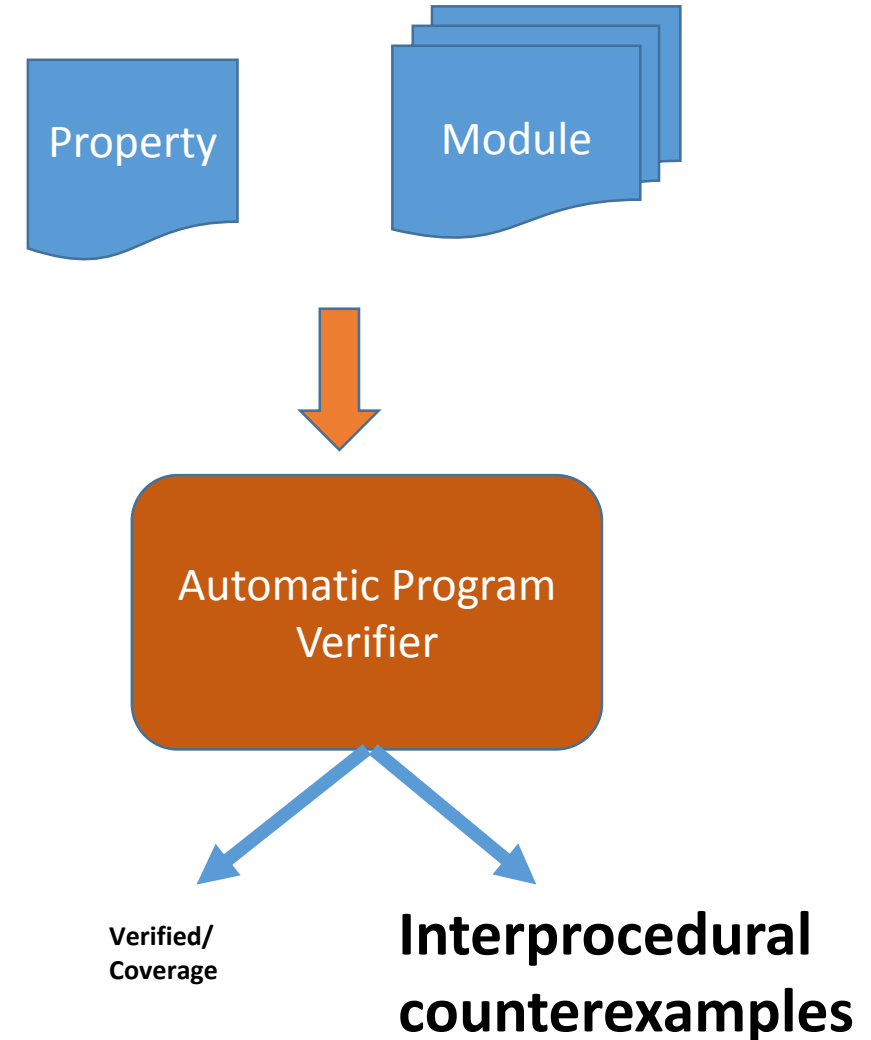 Property
Module
Automatic Program
Verifier
Verified/
Coverage
Interprocedural
counterexamples